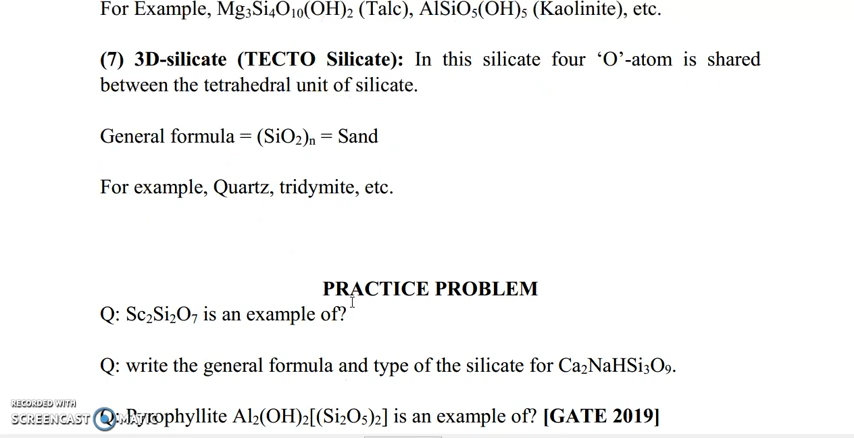 For Example, Mg₃Si₄O₁₀(OH)₂ (Talc), AlSiO₅(OH)₅ (Kaolinite), etc.
(7) 3D-silicate (TECTO Silicate): In this silicate four ‘O’-atom is shared
between the tetrahedral unit of silicate.
General formula = (SiO₂)ₙ = Sand
For example, Quartz, tridymite, etc.
PRACTICE PROBLEM
Q: Sc₂Si₂O₇ is an example of?
Q: write the general formula and type of the silicate for Ca₂NaHSi₃O₉.
Q: Pyrophyllite Al₂(OH)₂[(Si₂O₅)₂] is an example of? [GATE 2019]
RECORDED WITH
SCREENCAST MATIC